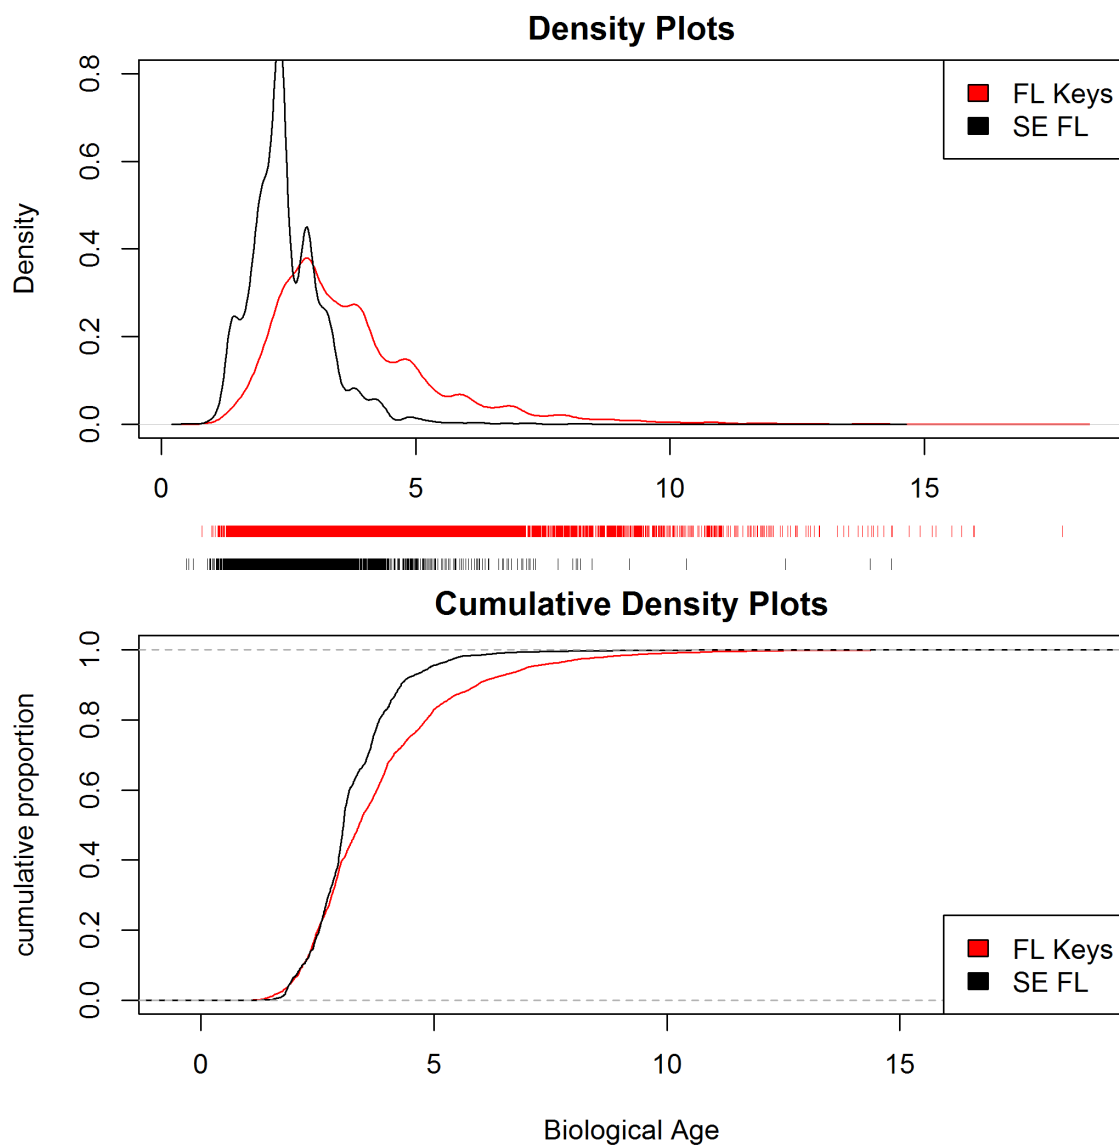 Density Plots
0.8
0.6
0.4
0.2
0.0
Density
FL Keys
SE FL
0 5 10 15
Cumulative Density Plots
1.0
0.8
0.6
0.4
0.2
0.0
cumulative proportion
FL Keys
SE FL
0 5 10 15
Biological Age